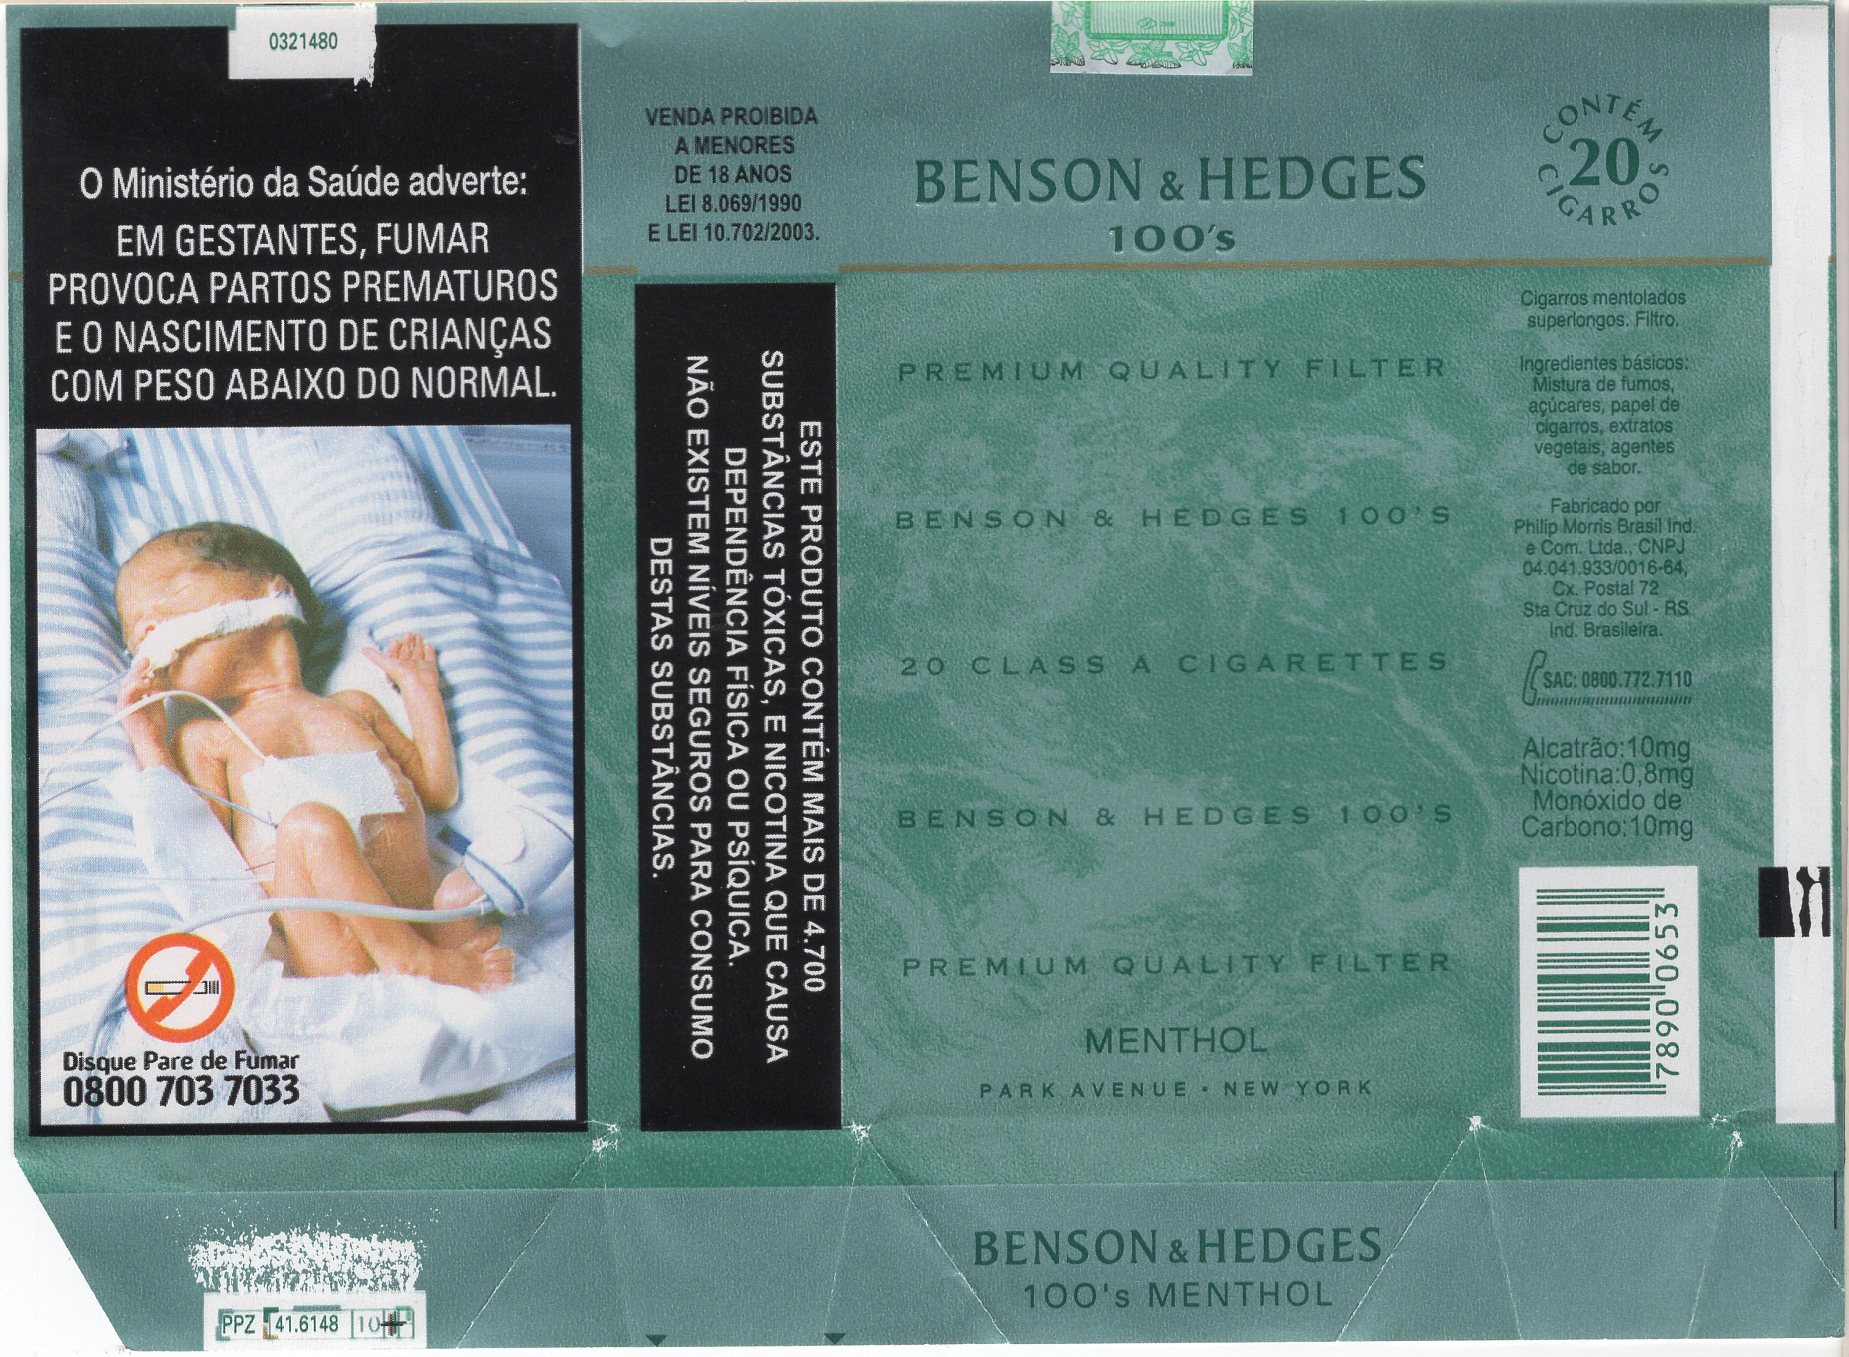 0321480
O Ministério da Saúde adverte:
EM GESTANTES, FUMAR
PROVOCA PARTOS PREMATUROS
E O NASCIMENTO DE CRIANÇAS
COM PESO ABAIXO DO NORMAL.
Disque Pare de Fumar
0800 703 7033
PPZ 41.6148 10
VENDA PROIBIDA
A MENORES
DE 18 ANOS
LEI 8.069/1990
E LEI 10.702/2003.
ESTE PRODUTO CONTÉM MAIS DE 4.700
SUBSTÂNCIAS TÓXICAS, E NICOTINA QUE CAUSA
DEPENDÊNCIA FÍSICA OU PSÍQUICA.
NÃO EXISTEM NÍVEIS SEGUROS PARA CONSUMO
DESTAS SUBSTÂNCIAS.
BENSON & HEDGES
100's
PREMIUM QUALITY FILTER
BENSON & HEDGES 100'S
20 CLASS A CIGARETTES
BENSON & HEDGES 100'S
PREMIUM QUALITY FILTER
MENTHOL
PARK AVENUE • NEW YORK
BENSON & HEDGES
100's MENTHOL
CONTÉM
20
CIGARROS
Cigarros mentolados
superlongos. Filtro.
Ingredientes básicos:
Mistura de fumos,
açúcares, papel de
cigarros, extratos
vegetais, agentes
de sabor.
Fabricado por
Philip Morris Brasil Ind.
e Com. Ltda., CNPJ
04.041.933/0016-64,
Cx. Postal 72
Sta Cruz do Sul - RS
Ind. Brasileira.
SAC: 0800.772.7110
Alcatrão:10mg
Nicotina:0,8mg
Monóxido de
Carbono:10mg
7890 0653